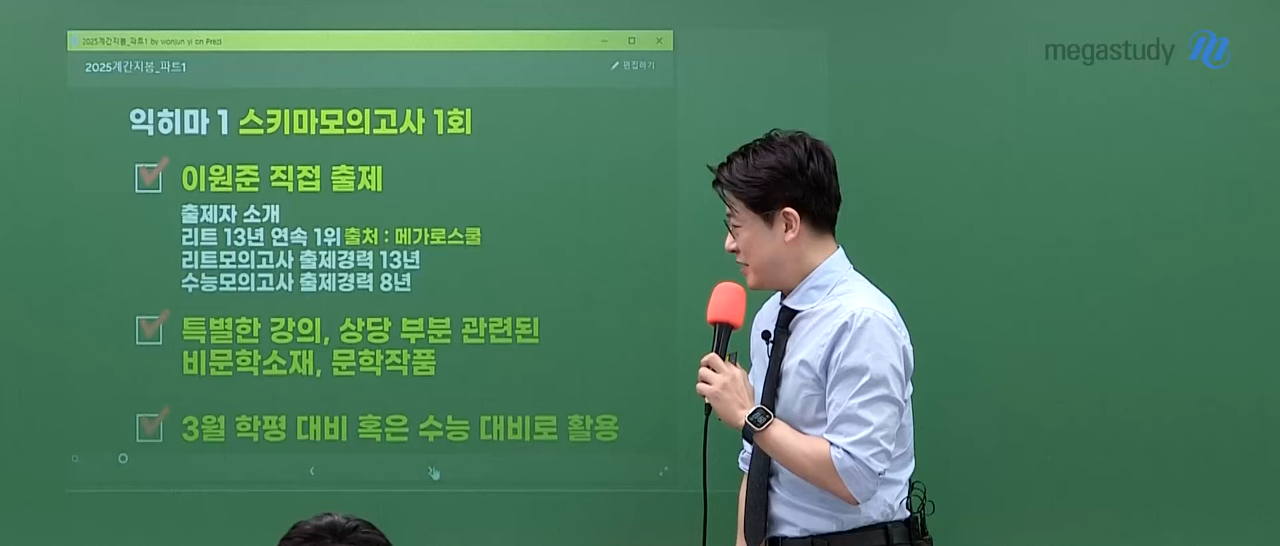 2025계간지봄_파트1 by wonjun yi on Prezi
megastudy
2025계간지봄_파트1
편집하기
익히마 1 스키마모의고사 1회
이원준 직접 출제
출제자 소개
리트 13년 연속 1위 출처 : 메가로스쿨
리트모의고사 출제경력 13년
수능모의고사 출제경력 8년
특별한 강의, 상당 부분 관련된
비문학소재, 문학작품
3월 학평 대비 혹은 수능 대비로 활용